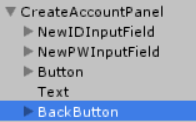 CreateAccountPanel
NewIDInputField
NewPWInputField
Button
Text
BackButton